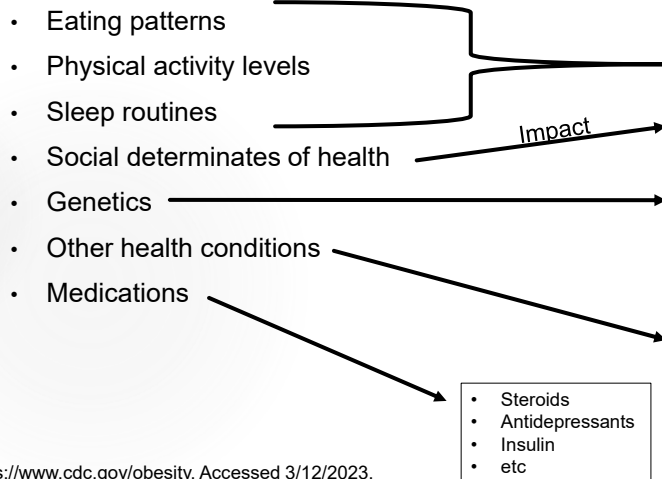 • Eating patterns
• Physical activity levels
• Sleep routines
• Social determinates of health
Impact
• Genetics
• Other health conditions
• Medications
• Steroids
• Antidepressants
• Insulin
• etc
s://www.cdc.gov/obesity. Accessed 3/12/2023.